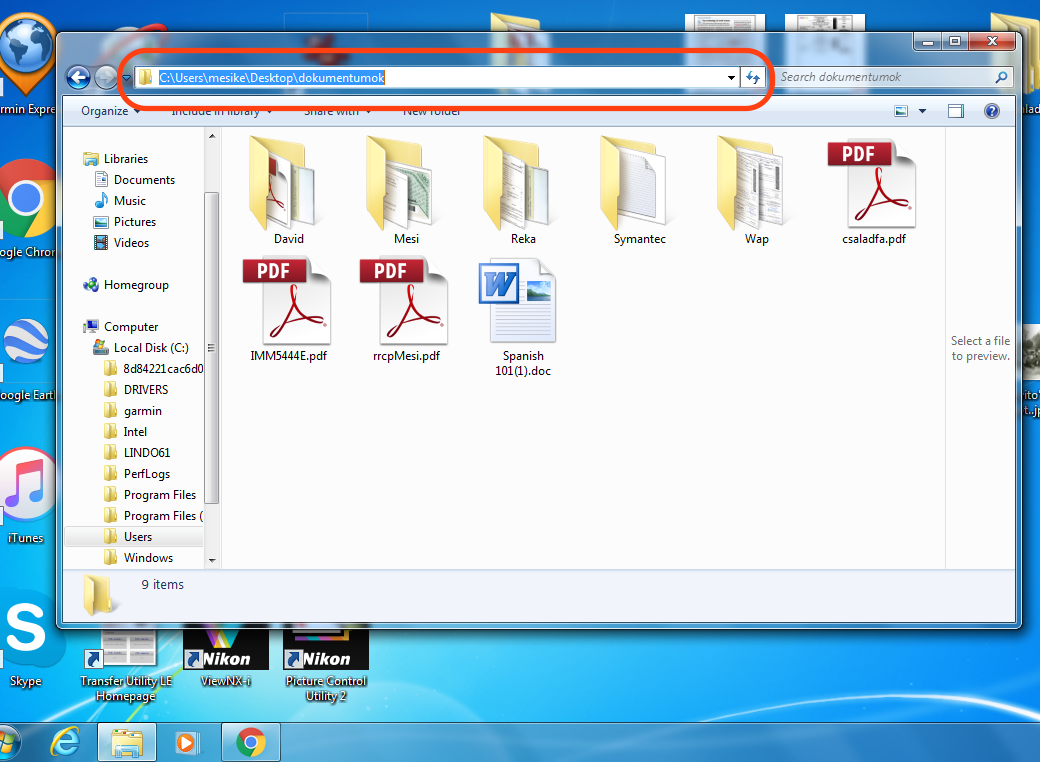 C:\Users\mesike\Desktop\dokumentumok
Search dokumentumok
Organize
Include in library
Share with
New folder
Libraries
Documents
Music
Pictures
Videos
Homegroup
Computer
Local Disk (C:)
8d84221cac6d0
DRIVERS
garmin
Intel
LINDO61
PerfLogs
Program Files
Program Files (
Users
Windows
David
Mesi
Reka
Symantec
Wap
PDF
csaladfa.pdf
PDF
IMM5444E.pdf
PDF
rrcpMesi.pdf
W
Spanish
101(1).doc
Select a file
to preview.
9 items
rmin Expre
ogle Chron
oogle Earth
iTunes
S
Skype
Transfer Utility LE
Homepage
Nikon
ViewNX-i
Nikon
Picture Control
Utility 2